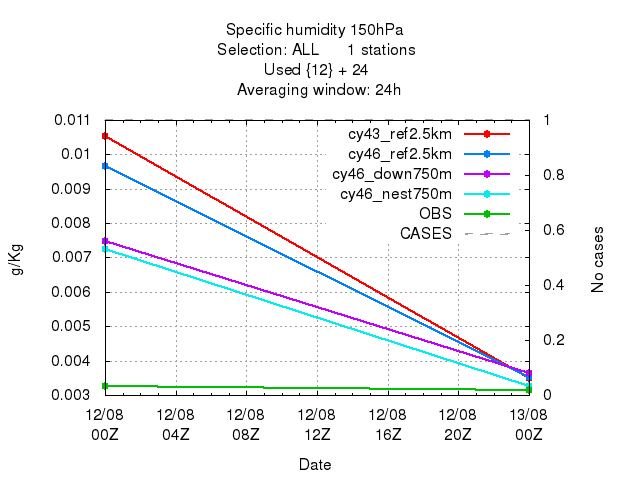 Specific humidity 150hPa
Selection: ALL 1 stations
Used {12} + 24
Averaging window: 24h
0.011
0.01
0.009
0.008
0.007
0.006
0.005
0.004
0.003
g/Kg
cy43_ref2.5km
cy46_ref2.5km
cy46_down750m
cy46_nest750m
OBS
CASES
1
0.8
0.6
0.4
0.2
0
No cases
12/08 12/08 12/08 12/08 12/08 12/08 13/08
00Z 04Z 08Z 12Z 16Z 20Z 00Z
Date